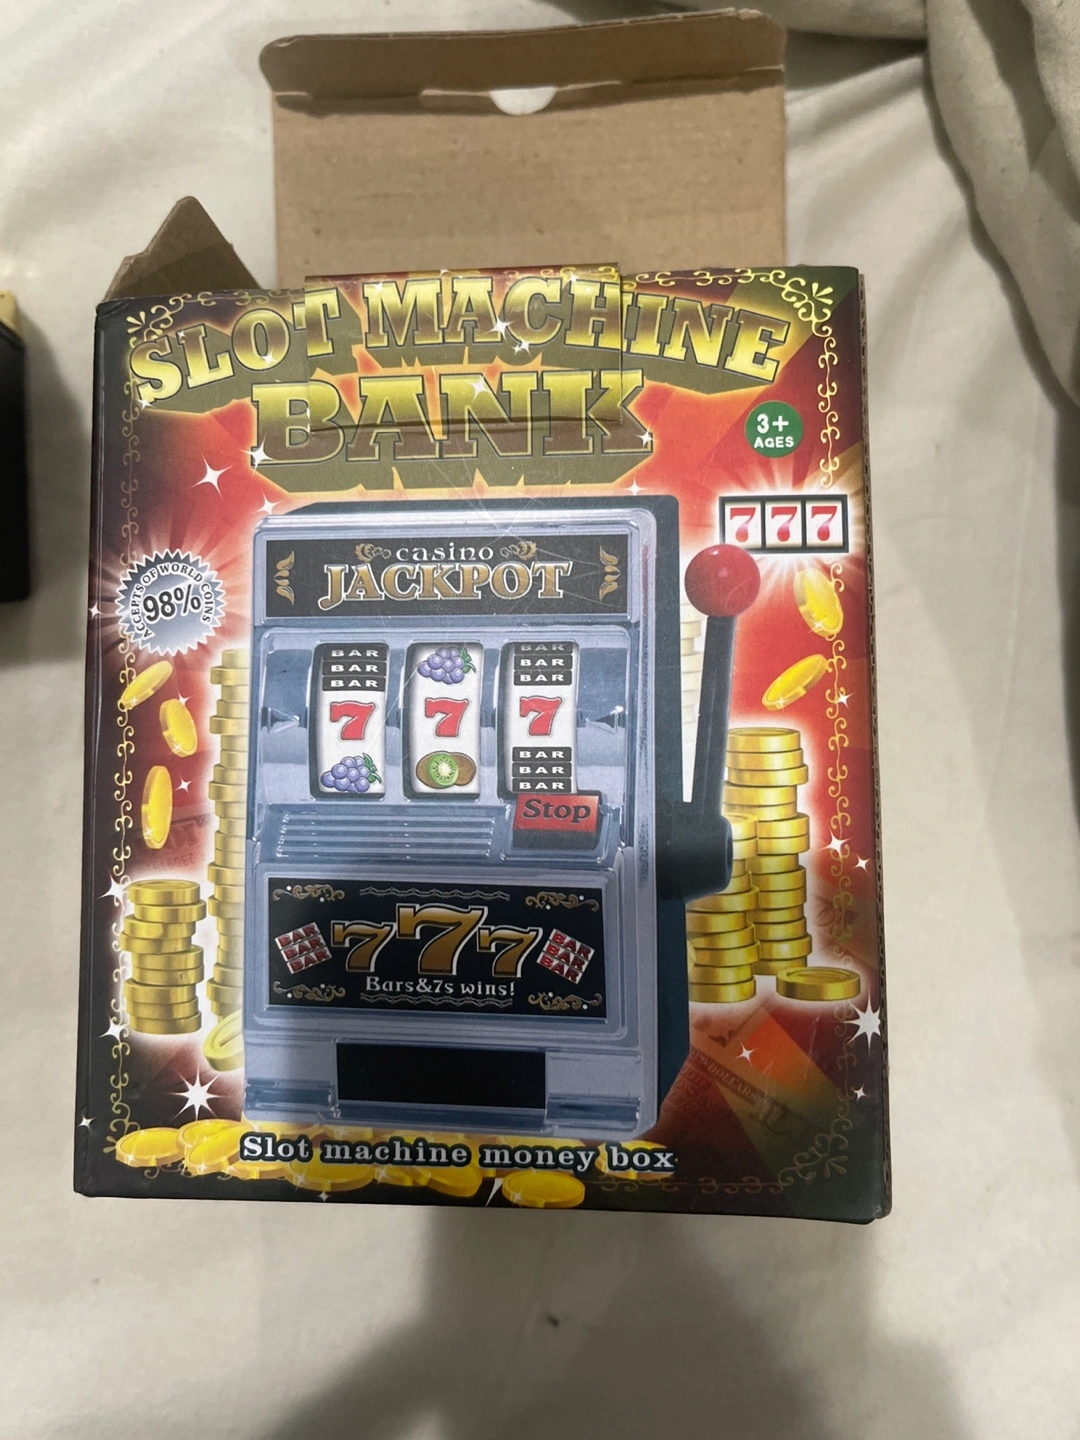 SLOT MACHINE
BANK
3+
AGES
777
ACCEPTS OF WORLD COINS
98%
casino
JACKPOT
BAR
BAR
BAR
7
7
BAR
BAR
BAR
7
BAR
BAR
BAR
Stop
777
BAR
BAR
BAR
BAR
BAR
BAR
Bars&7s wins!
Slot machine money box